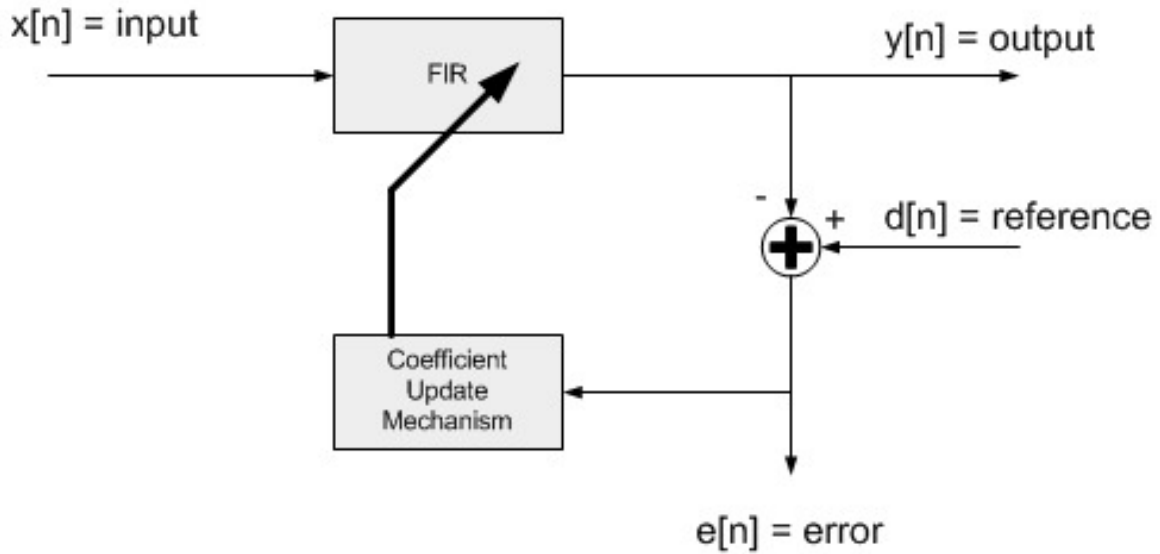 x[n] = input
FIR
y[n] = output
-
+
d[n] = reference
Coefficient
Update
Mechanism
e[n] = error